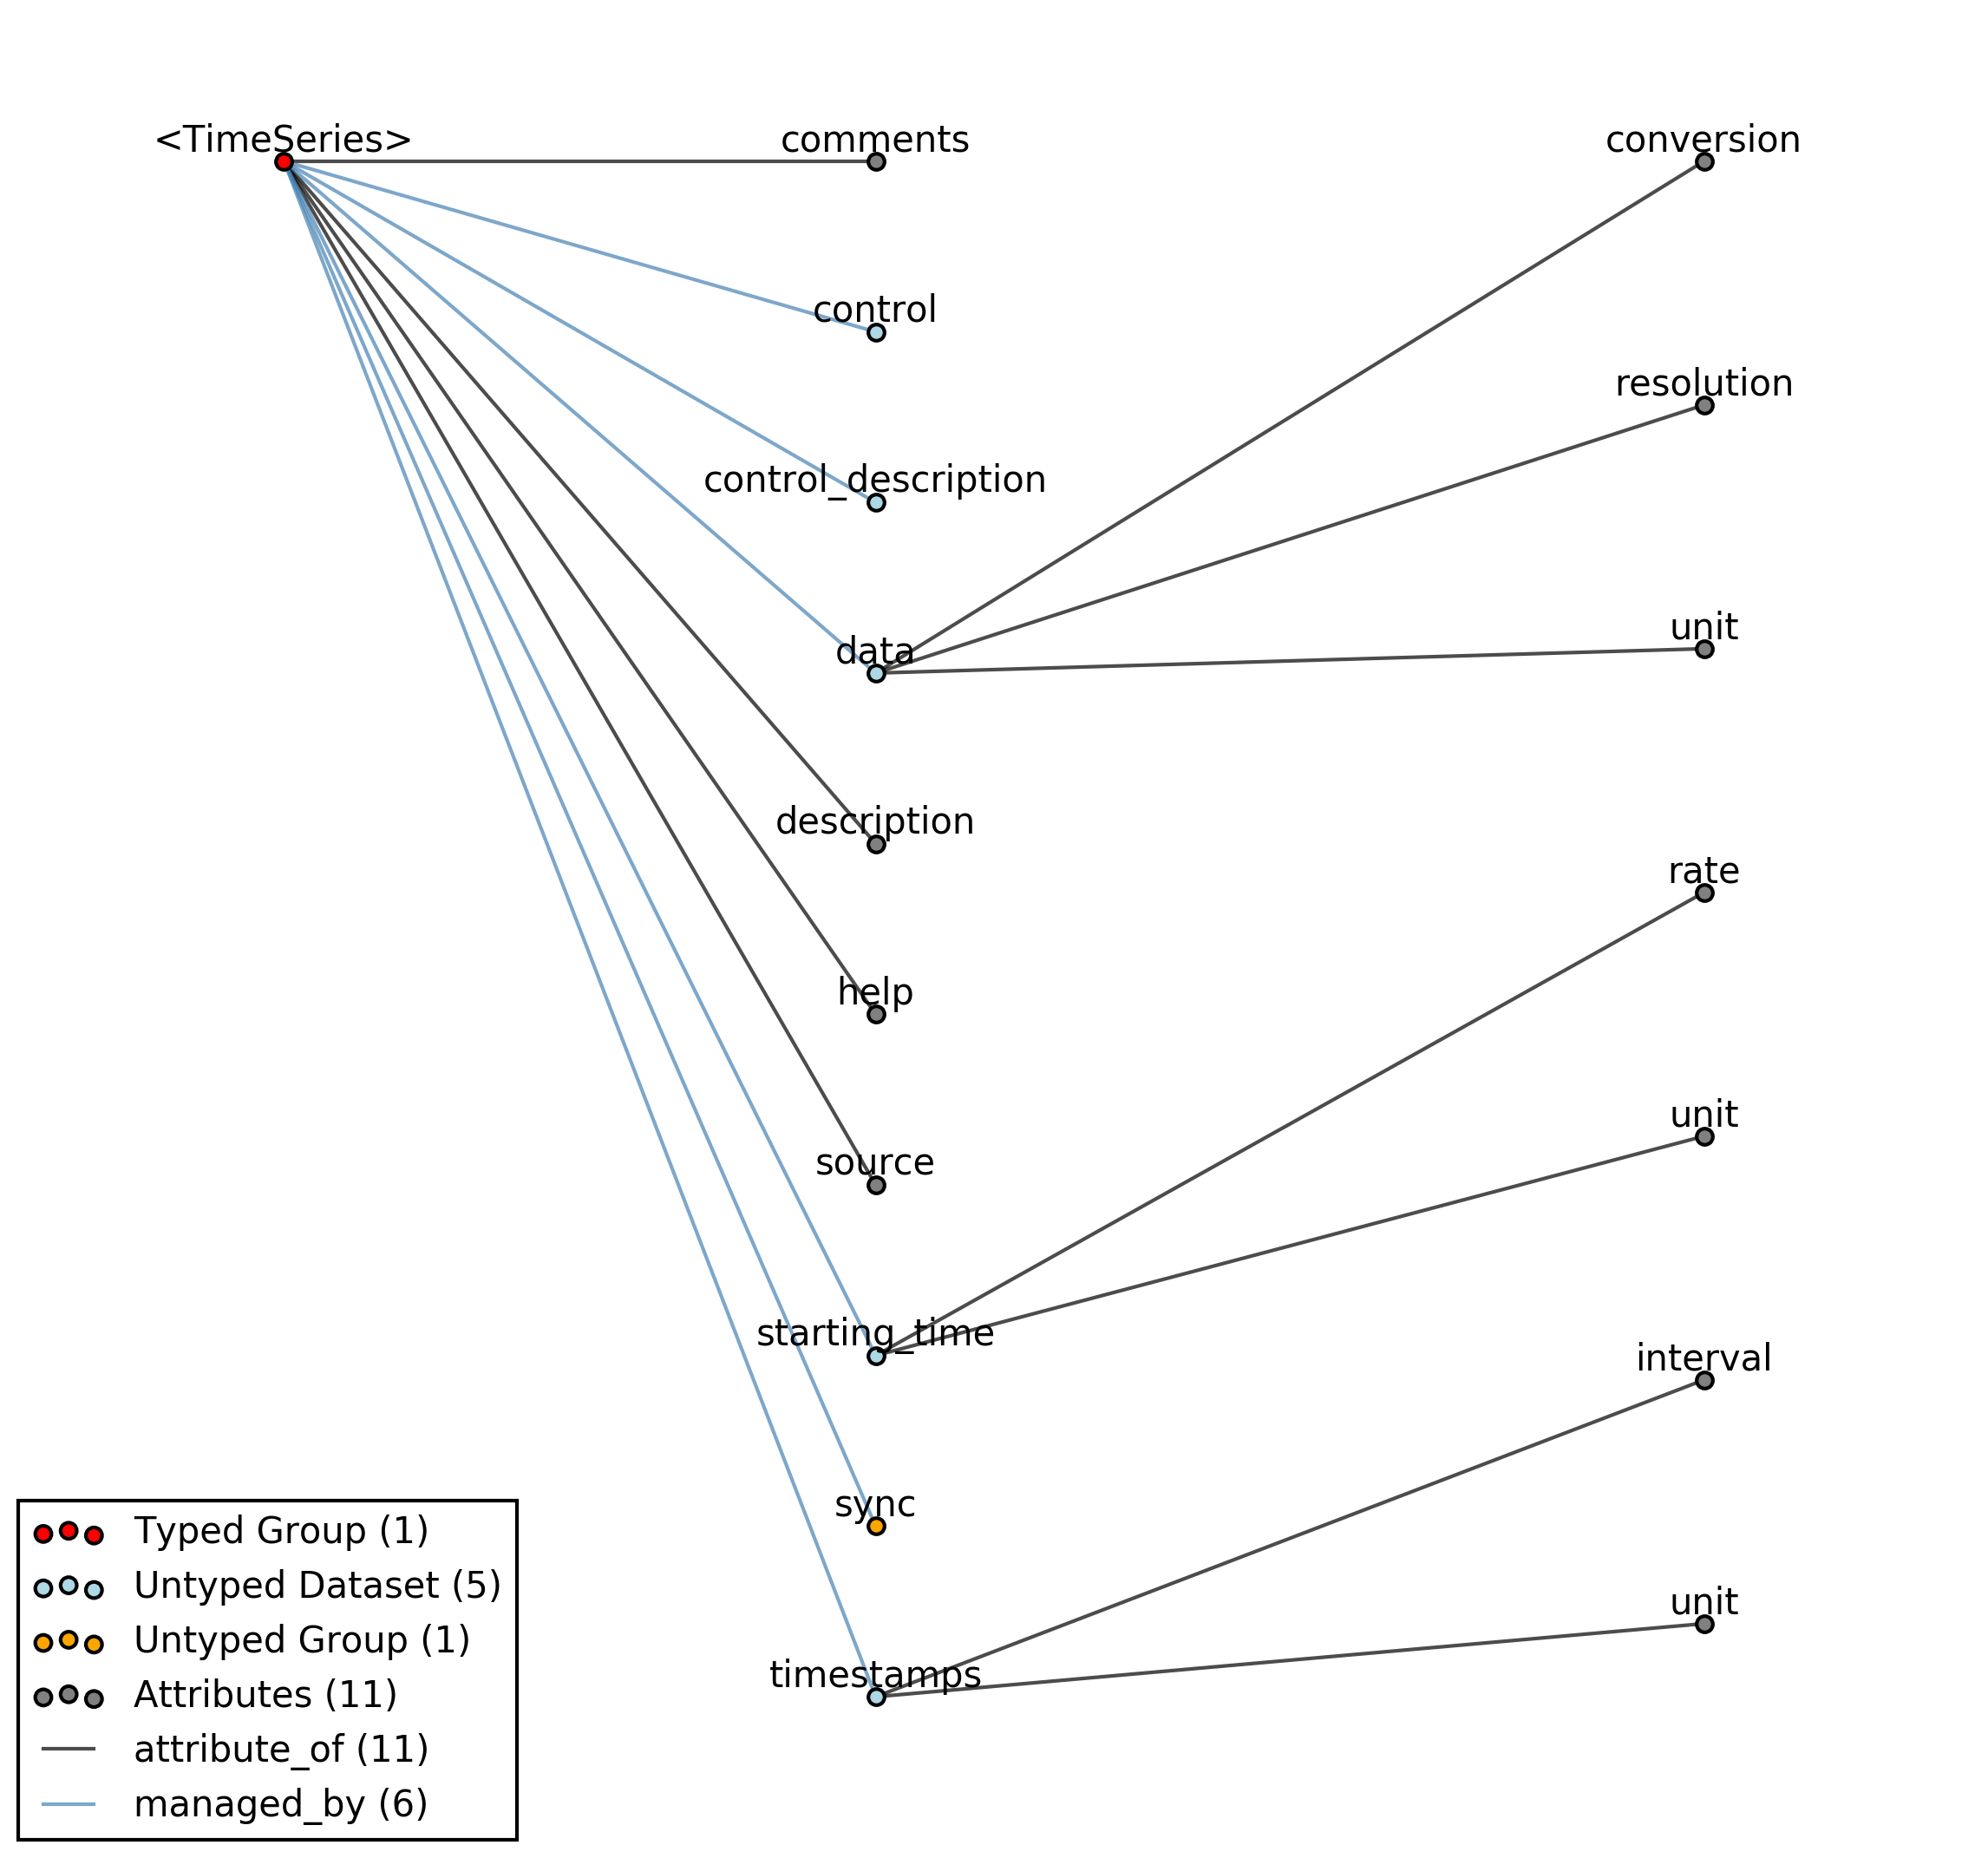 <TimeSeries>
comments
conversion
control
resolution
control_description
unit
data
description
rate
help
unit
source
starting_time
interval
sync
unit
timestamps
Typed Group (1)
Untyped Dataset (5)
Untyped Group (1)
Attributes (11)
attribute_of (11)
managed_by (6)